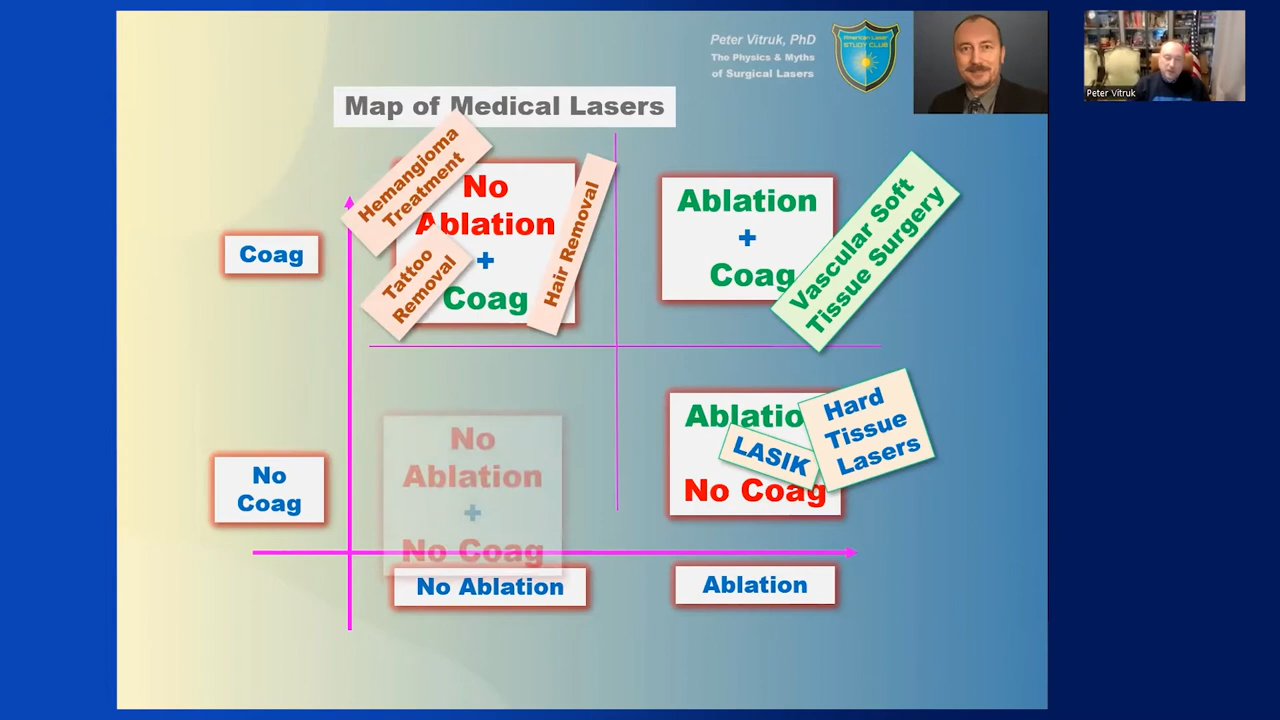 Peter Vitruk, PhD
The Physics & Myths
of Surgical Lasers
American Laser
STUDY CLUB
Peter Vitruk
Map of Medical Lasers
Hemangioma
Treatment
No
Ablation
+
Coag
Tattoo
Removal
Hair Removal
Ablation
+
Coag
Vascular Soft
Tissue Surgery
Coag
No
Coag
No
Ablation
+
No Coag
Ablatio
No Coag
LASIK
Hard
Tissue
Lasers
No Ablation
Ablation